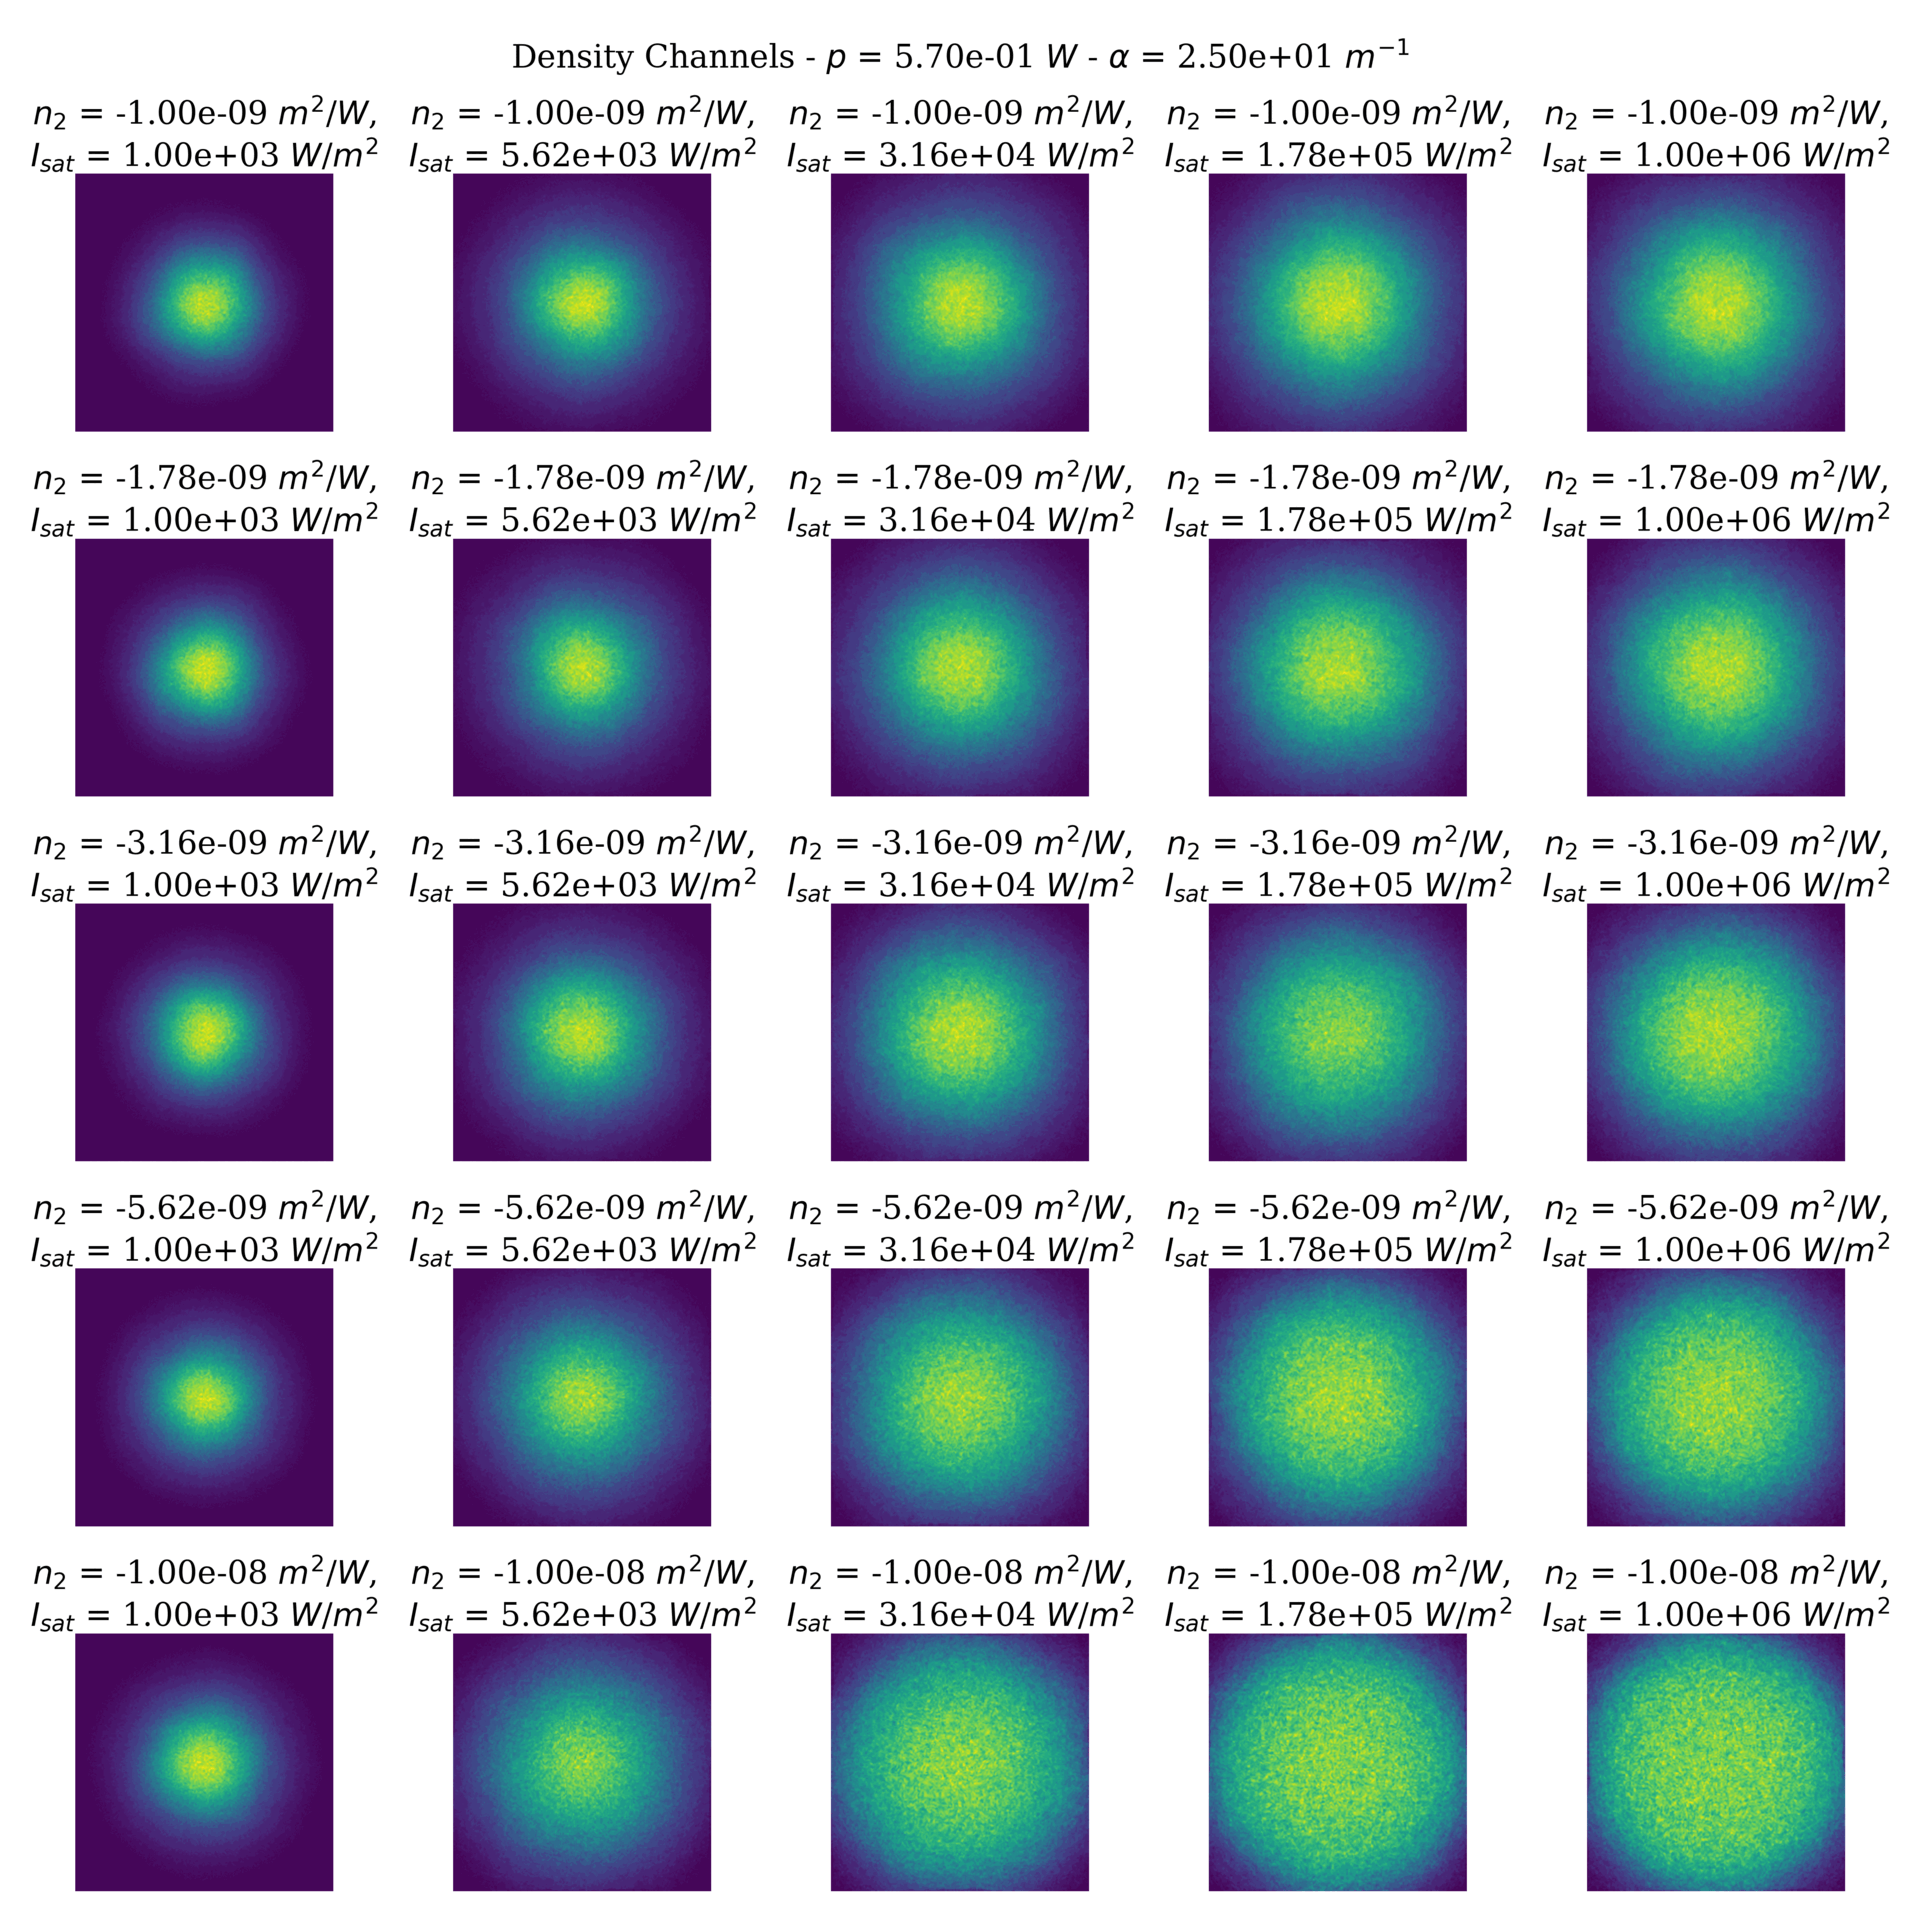 Density Channels - p = 5.70e-01 W - α = 2.50e+01 m⁻¹
n₂ = -1.00e-09 m²/W, n₂ = -1.00e-09 m²/W, n₂ = -1.00e-09 m²/W, n₂ = -1.00e-09 m²/W, n₂ = -1.00e-09 m²/W,
I_sat = 1.00e+03 W/m² I_sat = 5.62e+03 W/m² I_sat = 3.16e+04 W/m² I_sat = 1.78e+05 W/m² I_sat = 1.00e+06 W/m²
n₂ = -1.78e-09 m²/W, n₂ = -1.78e-09 m²/W, n₂ = -1.78e-09 m²/W, n₂ = -1.78e-09 m²/W, n₂ = -1.78e-09 m²/W,
I_sat = 1.00e+03 W/m² I_sat = 5.62e+03 W/m² I_sat = 3.16e+04 W/m² I_sat = 1.78e+05 W/m² I_sat = 1.00e+06 W/m²
n₂ = -3.16e-09 m²/W, n₂ = -3.16e-09 m²/W, n₂ = -3.16e-09 m²/W, n₂ = -3.16e-09 m²/W, n₂ = -3.16e-09 m²/W,
I_sat = 1.00e+03 W/m² I_sat = 5.62e+03 W/m² I_sat = 3.16e+04 W/m² I_sat = 1.78e+05 W/m² I_sat = 1.00e+06 W/m²
n₂ = -5.62e-09 m²/W, n₂ = -5.62e-09 m²/W, n₂ = -5.62e-09 m²/W, n₂ = -5.62e-09 m²/W, n₂ = -5.62e-09 m²/W,
I_sat = 1.00e+03 W/m² I_sat = 5.62e+03 W/m² I_sat = 3.16e+04 W/m² I_sat = 1.78e+05 W/m² I_sat = 1.00e+06 W/m²
n₂ = -1.00e-08 m²/W, n₂ = -1.00e-08 m²/W, n₂ = -1.00e-08 m²/W, n₂ = -1.00e-08 m²/W, n₂ = -1.00e-08 m²/W,
I_sat = 1.00e+03 W/m² I_sat = 5.62e+03 W/m² I_sat = 3.16e+04 W/m² I_sat = 1.78e+05 W/m² I_sat = 1.00e+06 W/m²